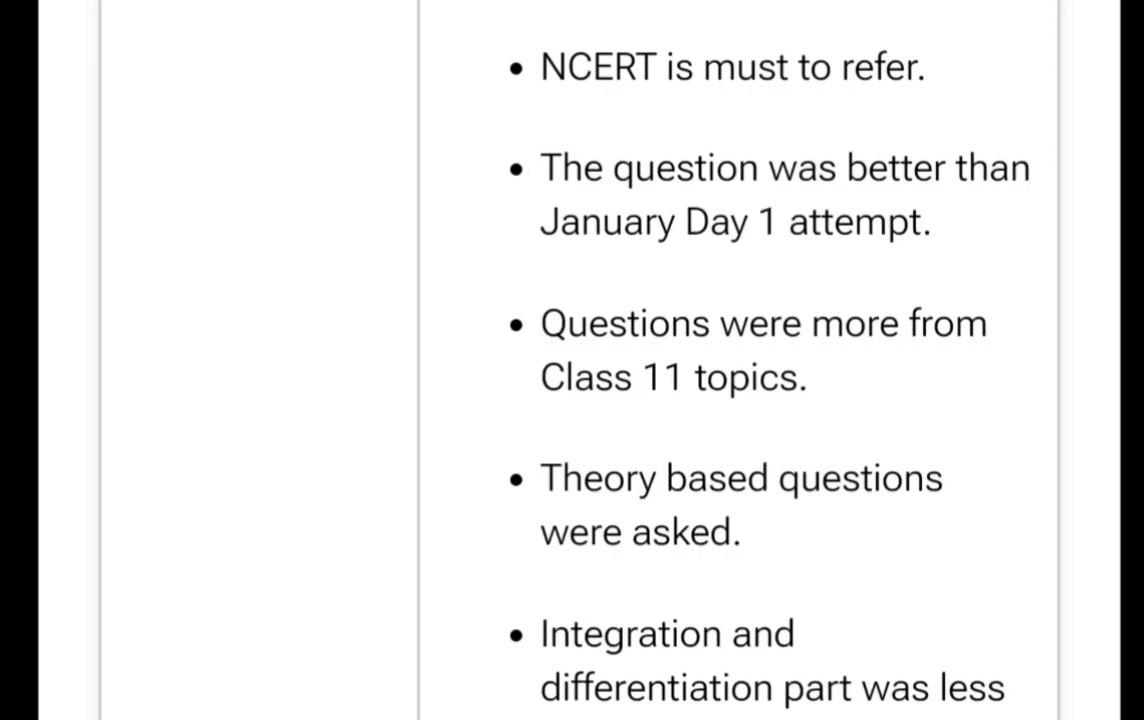 • NCERT is must to refer.
• The question was better than
January Day 1 attempt.
• Questions were more from
Class 11 topics.
• Theory based questions
were asked.
• Integration and
differentiation part was less